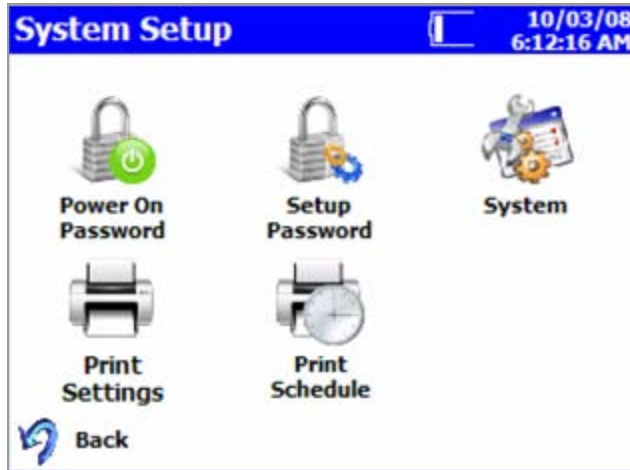 System Setup
10/03/08
6:12:16 AM
Power On
Password
Setup
Password
System
Print
Settings
Print
Schedule
Back